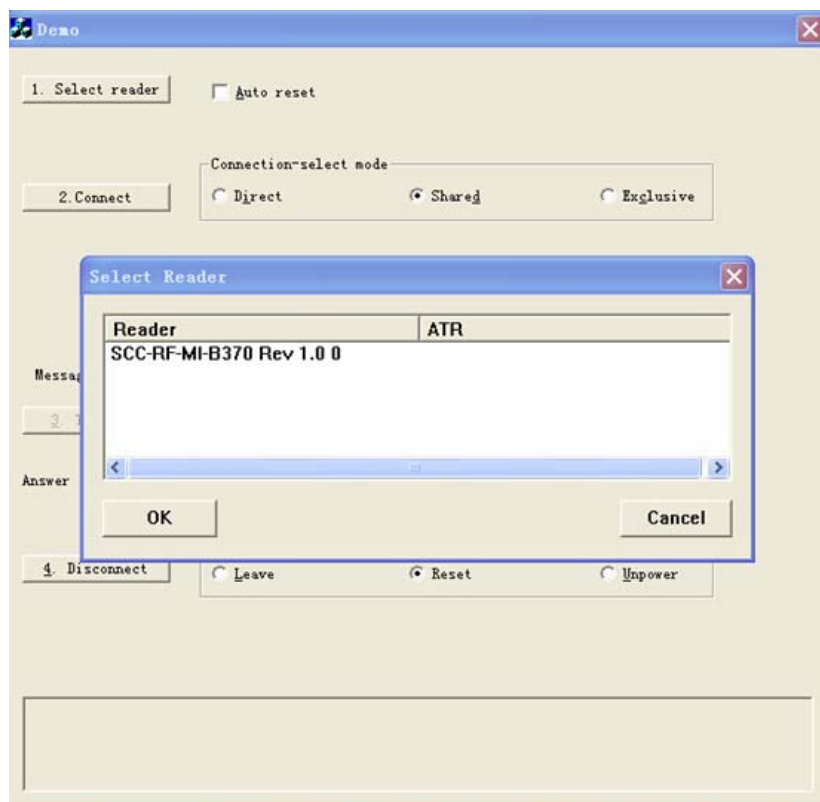 Demo
1. Select reader
Auto reset
Connection-select mode
2.Connect
Direct
Shared
Exclusive
Select Reader
Reader
ATR
SCC-RF-MI-B370 Rev 1.0 0
3
Answer
OK
Cancel
4. Disconnect
Leave
Reset
Unpower